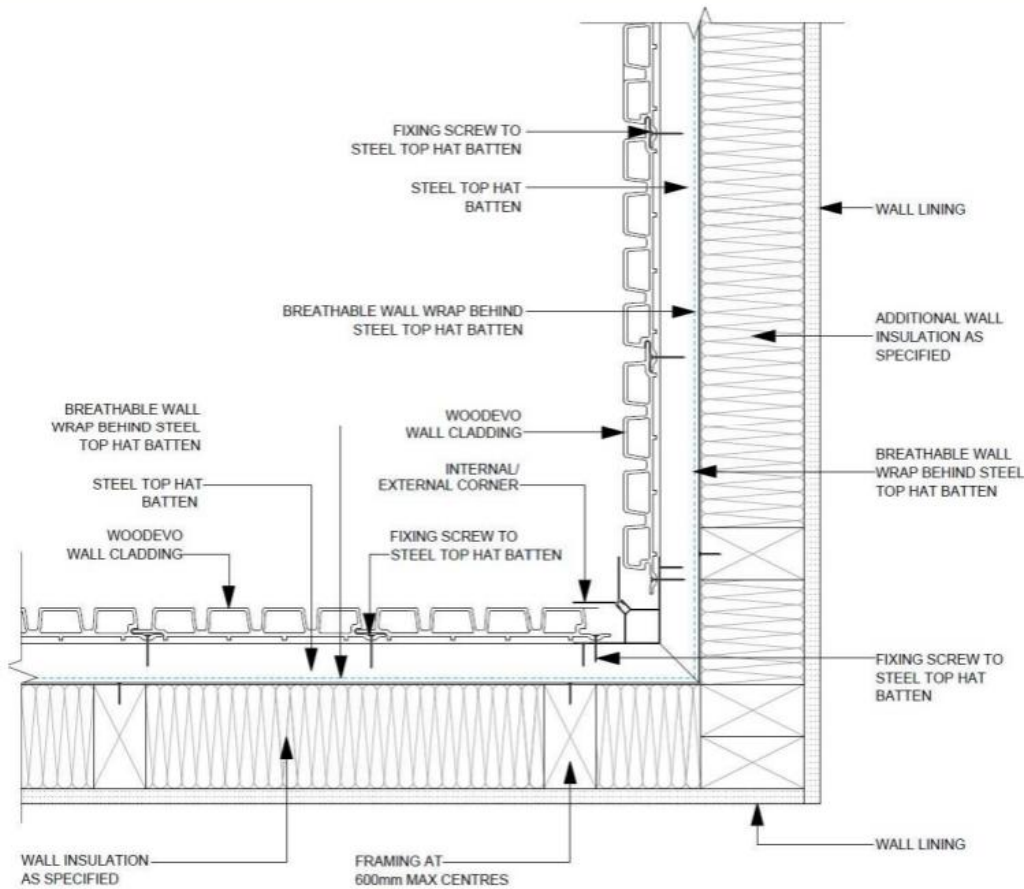 FIXING SCREW TO
STEEL TOP HAT BATTEN
STEEL TOP HAT
BATTEN
WALL LINING
BREATHABLE WALL WRAP BEHIND
STEEL TOP HAT BATTEN
ADDITIONAL WALL
INSULATION AS
SPECIFIED
BREATHABLE WALL
WRAP BEHIND STEEL
TOP HAT BATTEN
WOODEVO
WALL CLADDING
BREATHABLE WALL
WRAP BEHIND STEEL
TOP HAT BATTEN
STEEL TOP HAT
BATTEN
INTERNAL/
EXTERNAL CORNER
WOODEVO
WALL CLADDING
FIXING SCREW TO
STEEL TOP HAT BATTEN
FIXING SCREW TO
STEEL TOP HAT
BATTEN
WALL INSULATION
AS SPECIFIED
FRAMING AT
600mm MAX CENTRES
WALL LINING